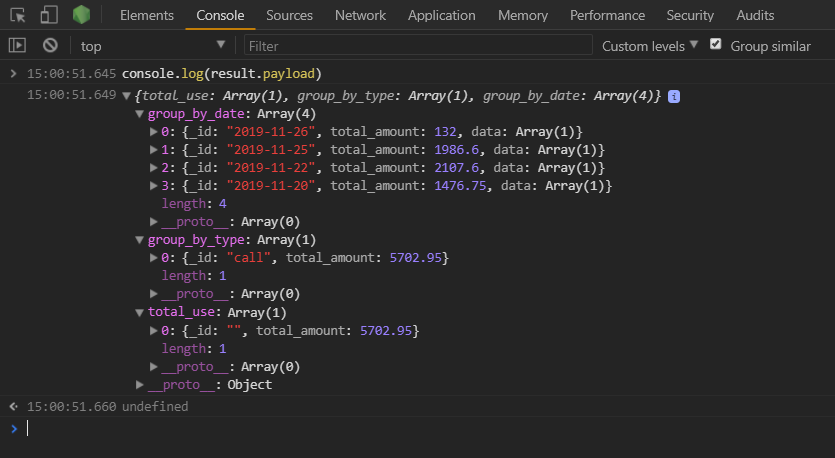 Elements Console Sources Network Application Memory Performance Security Audits
top Filter Custom levels Group similar
15:00:51.645 console.log(result.payload)
15:00:51.649 {total_use: Array(1), group_by_type: Array(1), group_by_date: Array(4)} i
group_by_date: Array(4)
0: {_id: "2019-11-26", total_amount: 132, data: Array(1)}
1: {_id: "2019-11-25", total_amount: 1986.6, data: Array(1)}
2: {_id: "2019-11-22", total_amount: 2107.6, data: Array(1)}
3: {_id: "2019-11-20", total_amount: 1476.75, data: Array(1)}
length: 4
__proto__: Array(0)
group_by_type: Array(1)
0: {_id: "call", total_amount: 5702.95}
length: 1
__proto__: Array(0)
total_use: Array(1)
0: {_id: "", total_amount: 5702.95}
length: 1
__proto__: Array(0)
__proto__: Object
15:00:51.660 undefined